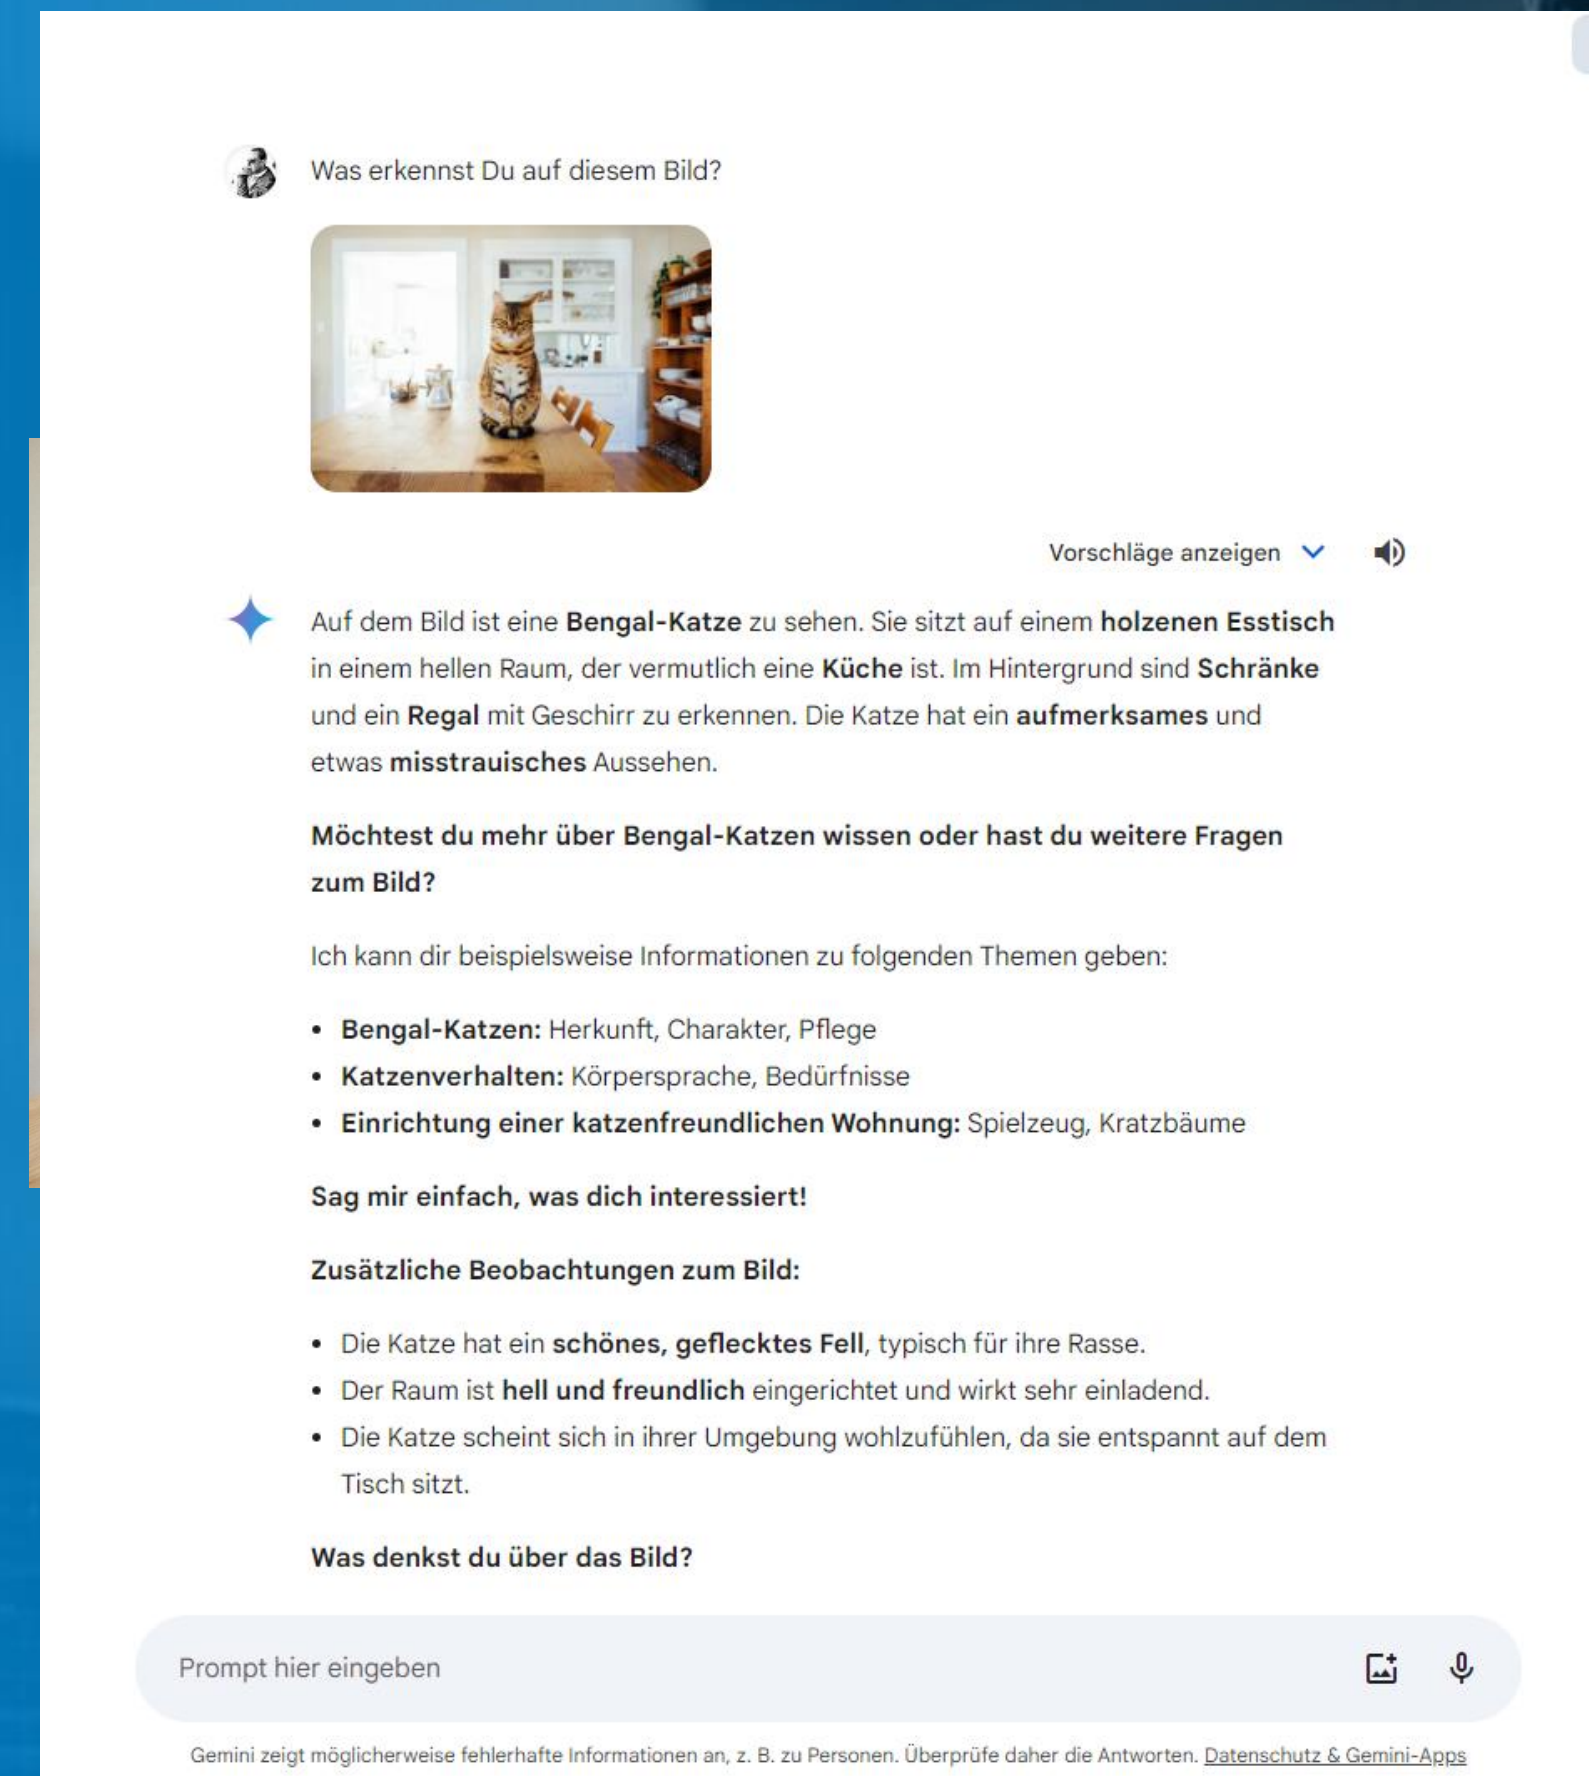 Was erkennst Du auf diesem Bild?
Vorschläge anzeigen
Auf dem Bild ist eine Bengal-Katze zu sehen. Sie sitzt auf einem holzenen Esstisch
in einem hellen Raum, der vermutlich eine Küche ist. Im Hintergrund sind Schränke
und ein Regal mit Geschirr zu erkennen. Die Katze hat ein aufmerksames und
etwas misstrauisches Aussehen.
Möchtest du mehr über Bengal-Katzen wissen oder hast du weitere Fragen
zum Bild?
Ich kann dir beispielsweise Informationen zu folgenden Themen geben:
• Bengal-Katzen: Herkunft, Charakter, Pflege
• Katzenverhalten: Körpersprache, Bedürfnisse
• Einrichtung einer katzenfreundlichen Wohnung: Spielzeug, Kratzbäume
Sag mir einfach, was dich interessiert!
Zusätzliche Beobachtungen zum Bild:
• Die Katze hat ein schönes, geflecktes Fell, typisch für ihre Rasse.
• Der Raum ist hell und freundlich eingerichtet und wirkt sehr einladend.
• Die Katze scheint sich in ihrer Umgebung wohlzufühlen, da sie entspannt auf dem
Tisch sitzt.
Was denkst du über das Bild?
Prompt hier eingeben
Gemini zeigt möglicherweise fehlerhafte Informationen an, z. B. zu Personen. Überprüfe daher die Antworten. Datenschutz & Gemini-Apps